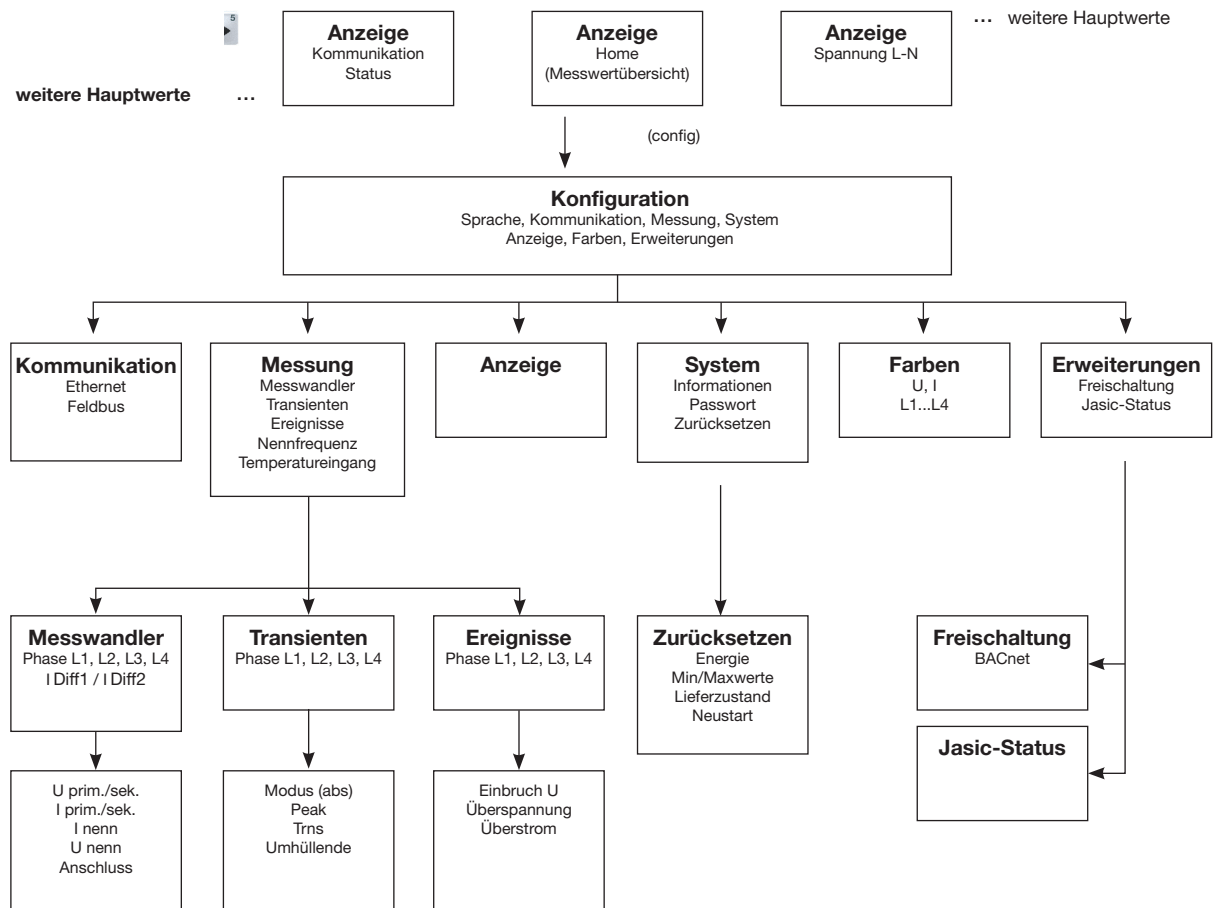 5
Anzeige
Kommunikation
Status
Anzeige
Home
(Messwertübersicht)
Anzeige
Spannung L-N
... weitere Hauptwerte
weitere Hauptwerte ...
(config)
Konfiguration
Sprache, Kommunikation, Messung, System
Anzeige, Farben, Erweiterungen
Kommunikation
Ethernet
Feldbus
Messung
Messwandler
Transienten
Ereignisse
Nennfrequenz
Temperatureingang
Anzeige
System
Informationen
Passwort
Zurücksetzen
Farben
U, I
L1...L4
Erweiterungen
Freischaltung
Jasic-Status
Messwandler
Phase L1, L2, L3, L4
I Diff1 / I Diff2
Transienten
Phase L1, L2, L3, L4
Ereignisse
Phase L1, L2, L3, L4
Zurücksetzen
Energie
Min/Maxwerte
Lieferzustand
Neustart
Freischaltung
BACnet
Jasic-Status
U prim./sek.
I prim./sek.
I nenn
U nenn
Anschluss
Modus (abs)
Peak
Trns
Umhüllende
Einbruch U
Überspannung
Überstrom